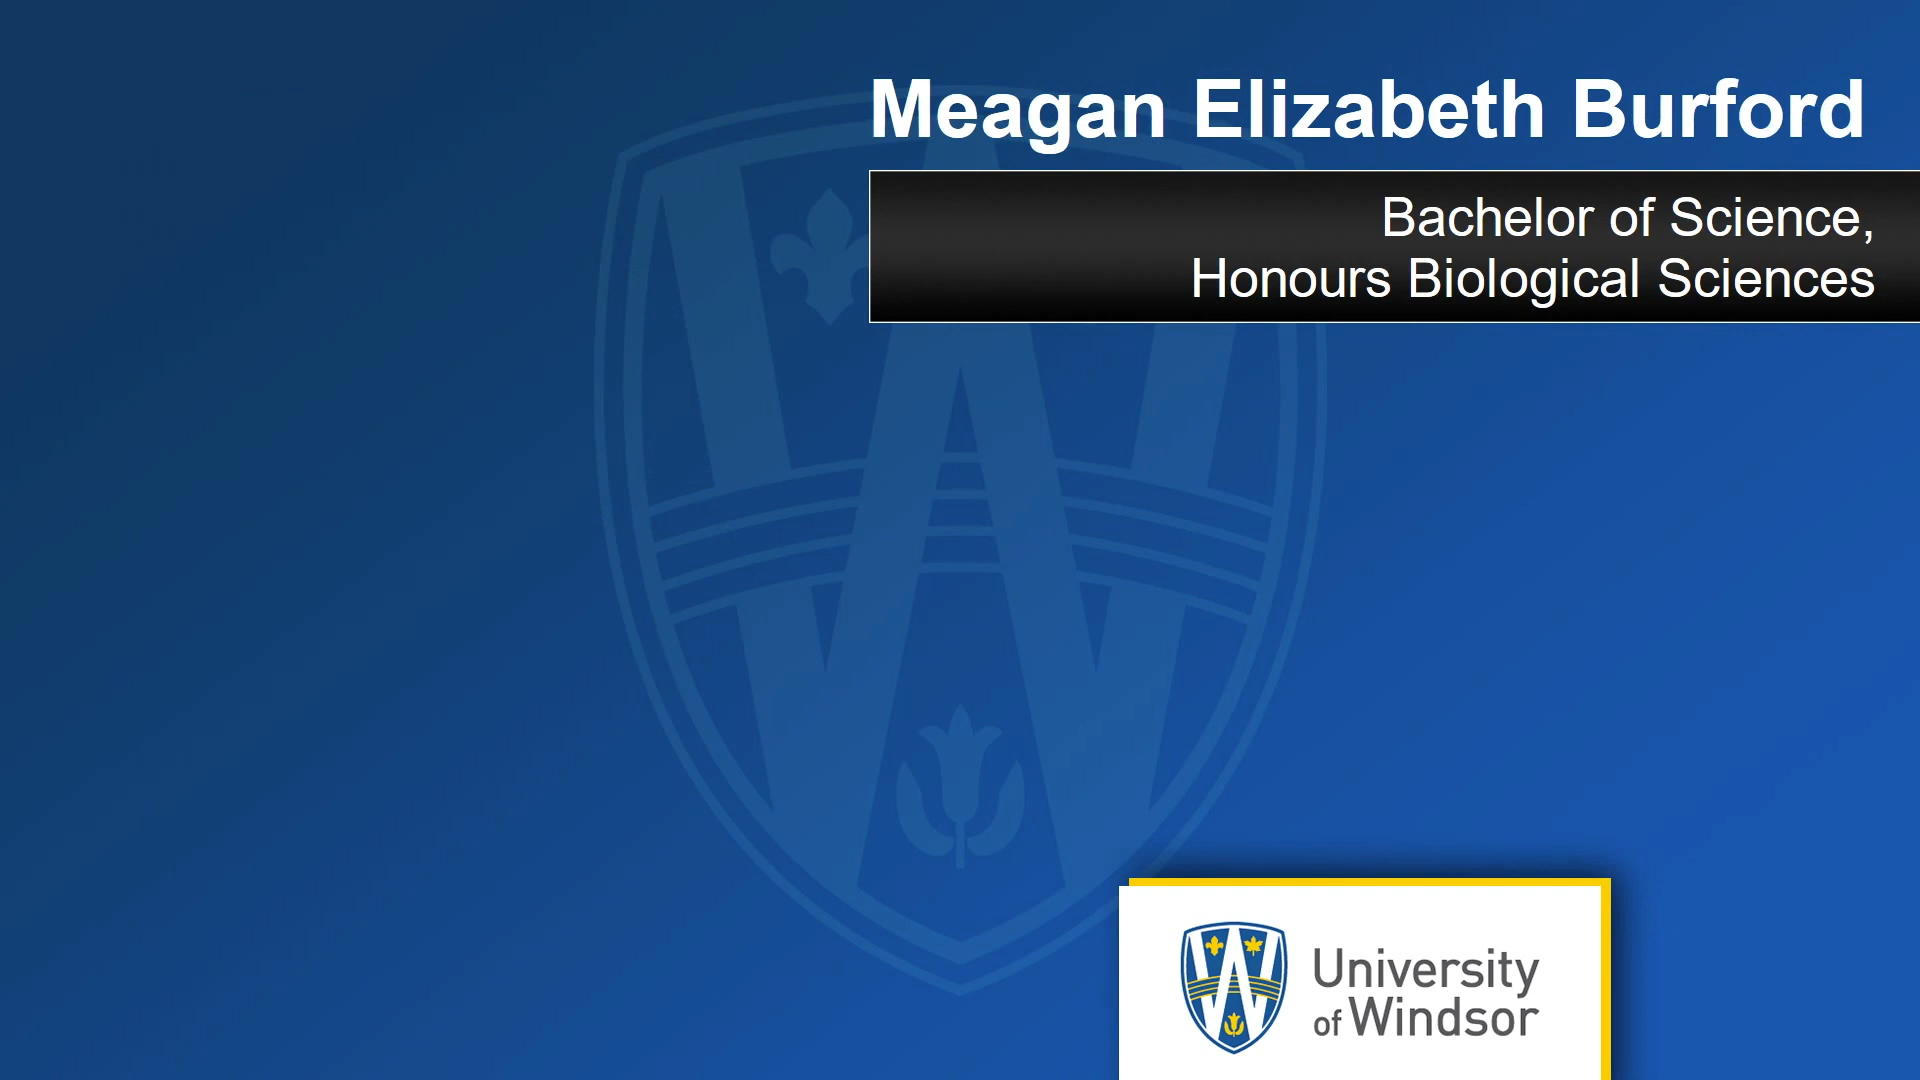 Meagan Elizabeth Burford
Bachelor of Science,
Honours Biological Sciences
University
of Windsor